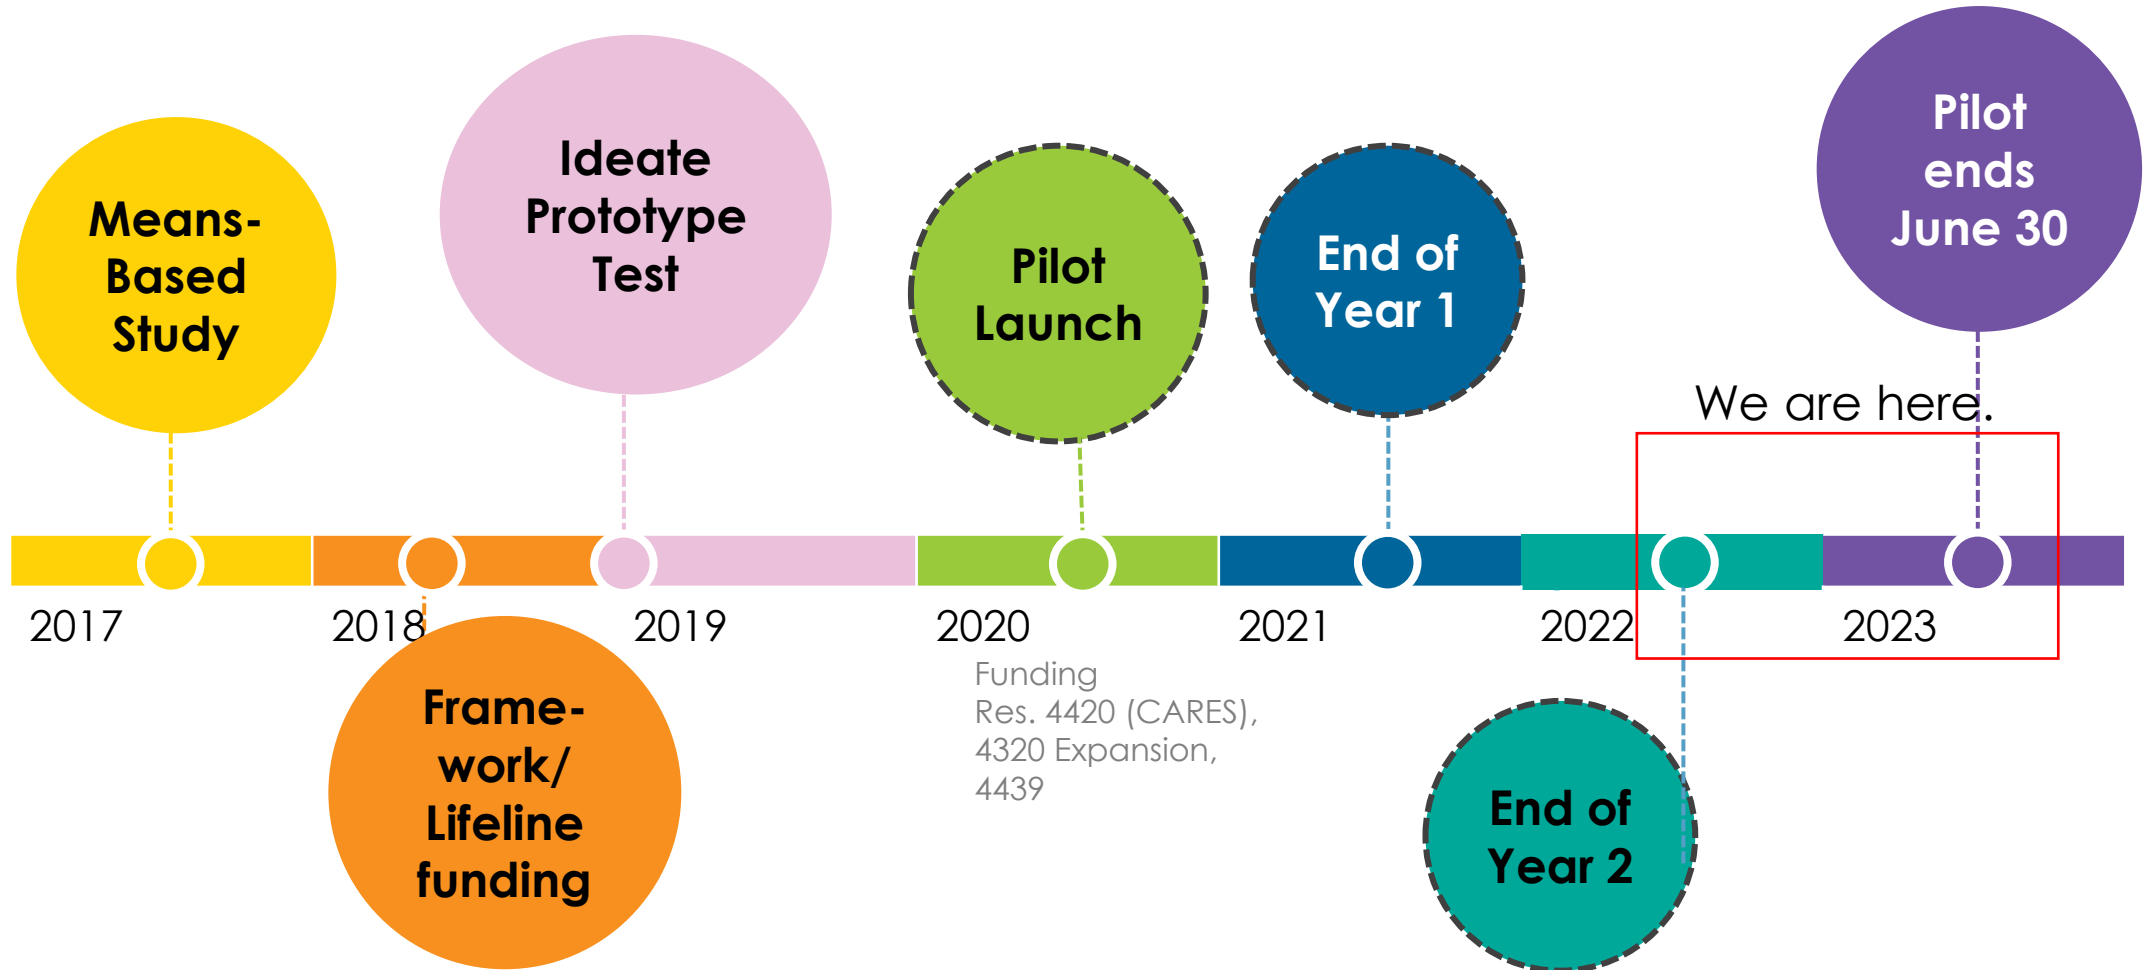 Means-
Based
Study
Ideate
Prototype
Test
Pilot
Launch
End of
Year 1
Pilot
ends
June 30
We are here.
2017
2018
2019
2020
2021
2022
2023
Funding
Res. 4420 (CARES),
4320 Expansion,
4439
Frame-
work/
Lifeline
funding
End of
Year 2